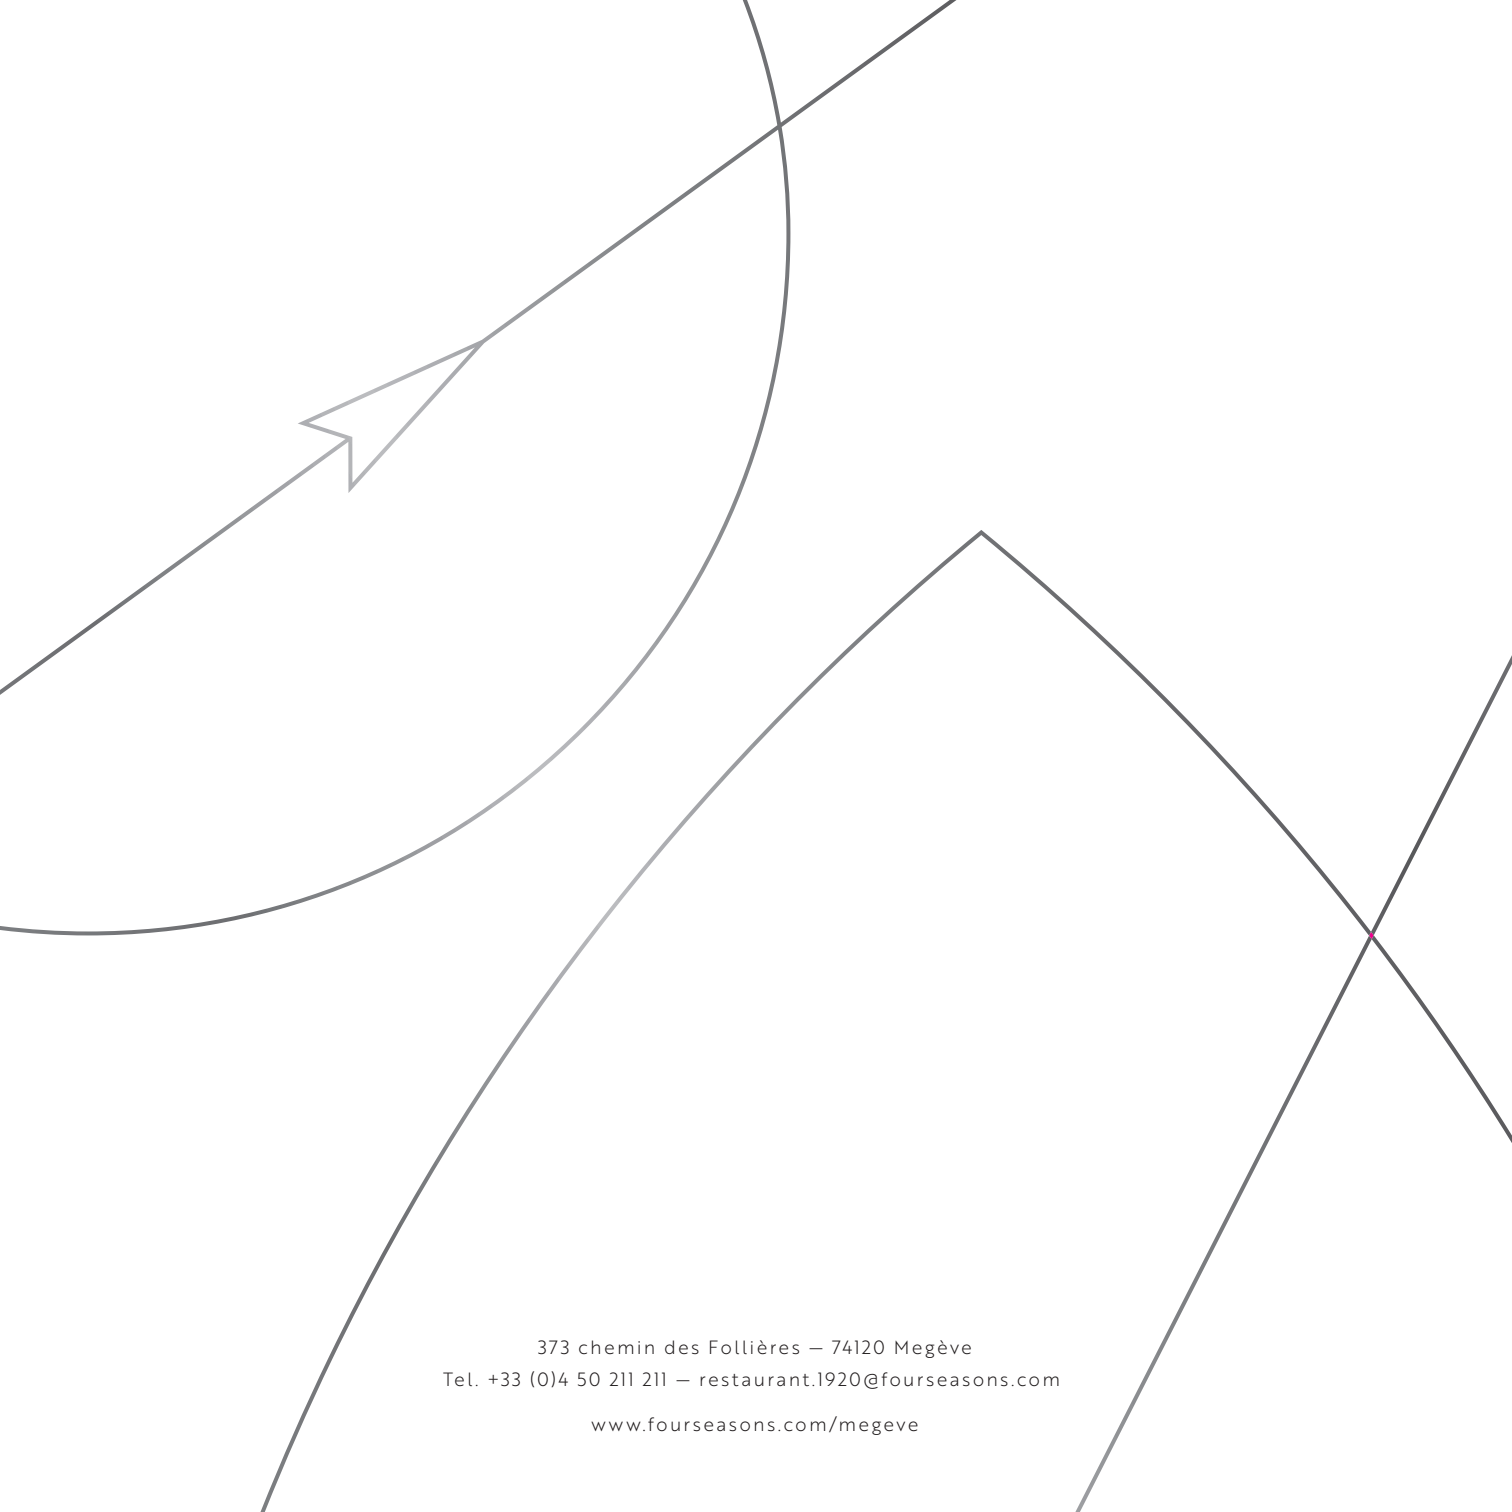 373 chemin des Follières — 74120 Megève
Tel. +33 (0)4 50 211 211 — restaurant.1920@fourseasons.com
www.fourseasons.com/megeve